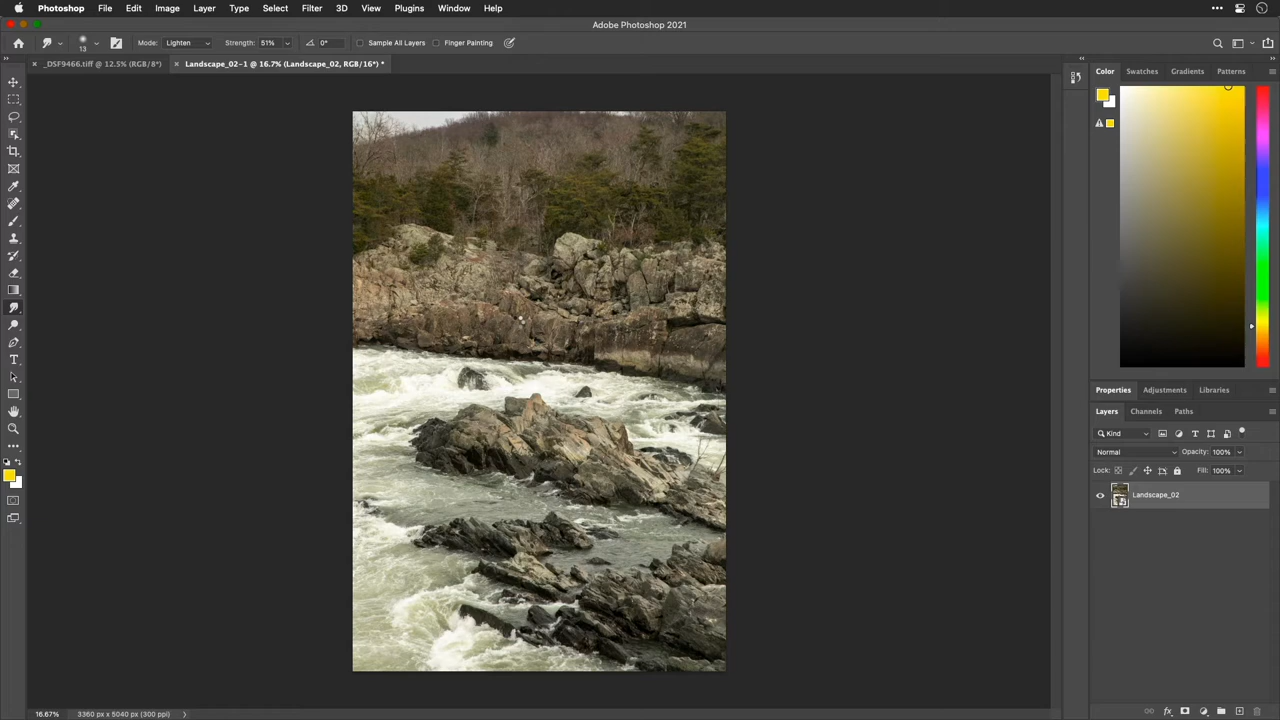 Photoshop File Edit Image Layer Type Select Filter 3D View Plugins Window Help
Adobe Photoshop 2021
13 Mode: Lighten Strength: 51% 0° Sample All Layers Finger Painting
_DSF9466.tiff @ 12.5% (RGB/8*) Landscape_02-1 @ 16.7% (Landscape_02, RGB/16*) *
Color Swatches Gradients Patterns
Properties Adjustments Libraries
Layers Channels Paths
Kind
Normal Opacity: 100%
Lock: Fill: 100%
Landscape_02
16.67% 3360 px x 5040 px (300 ppi)